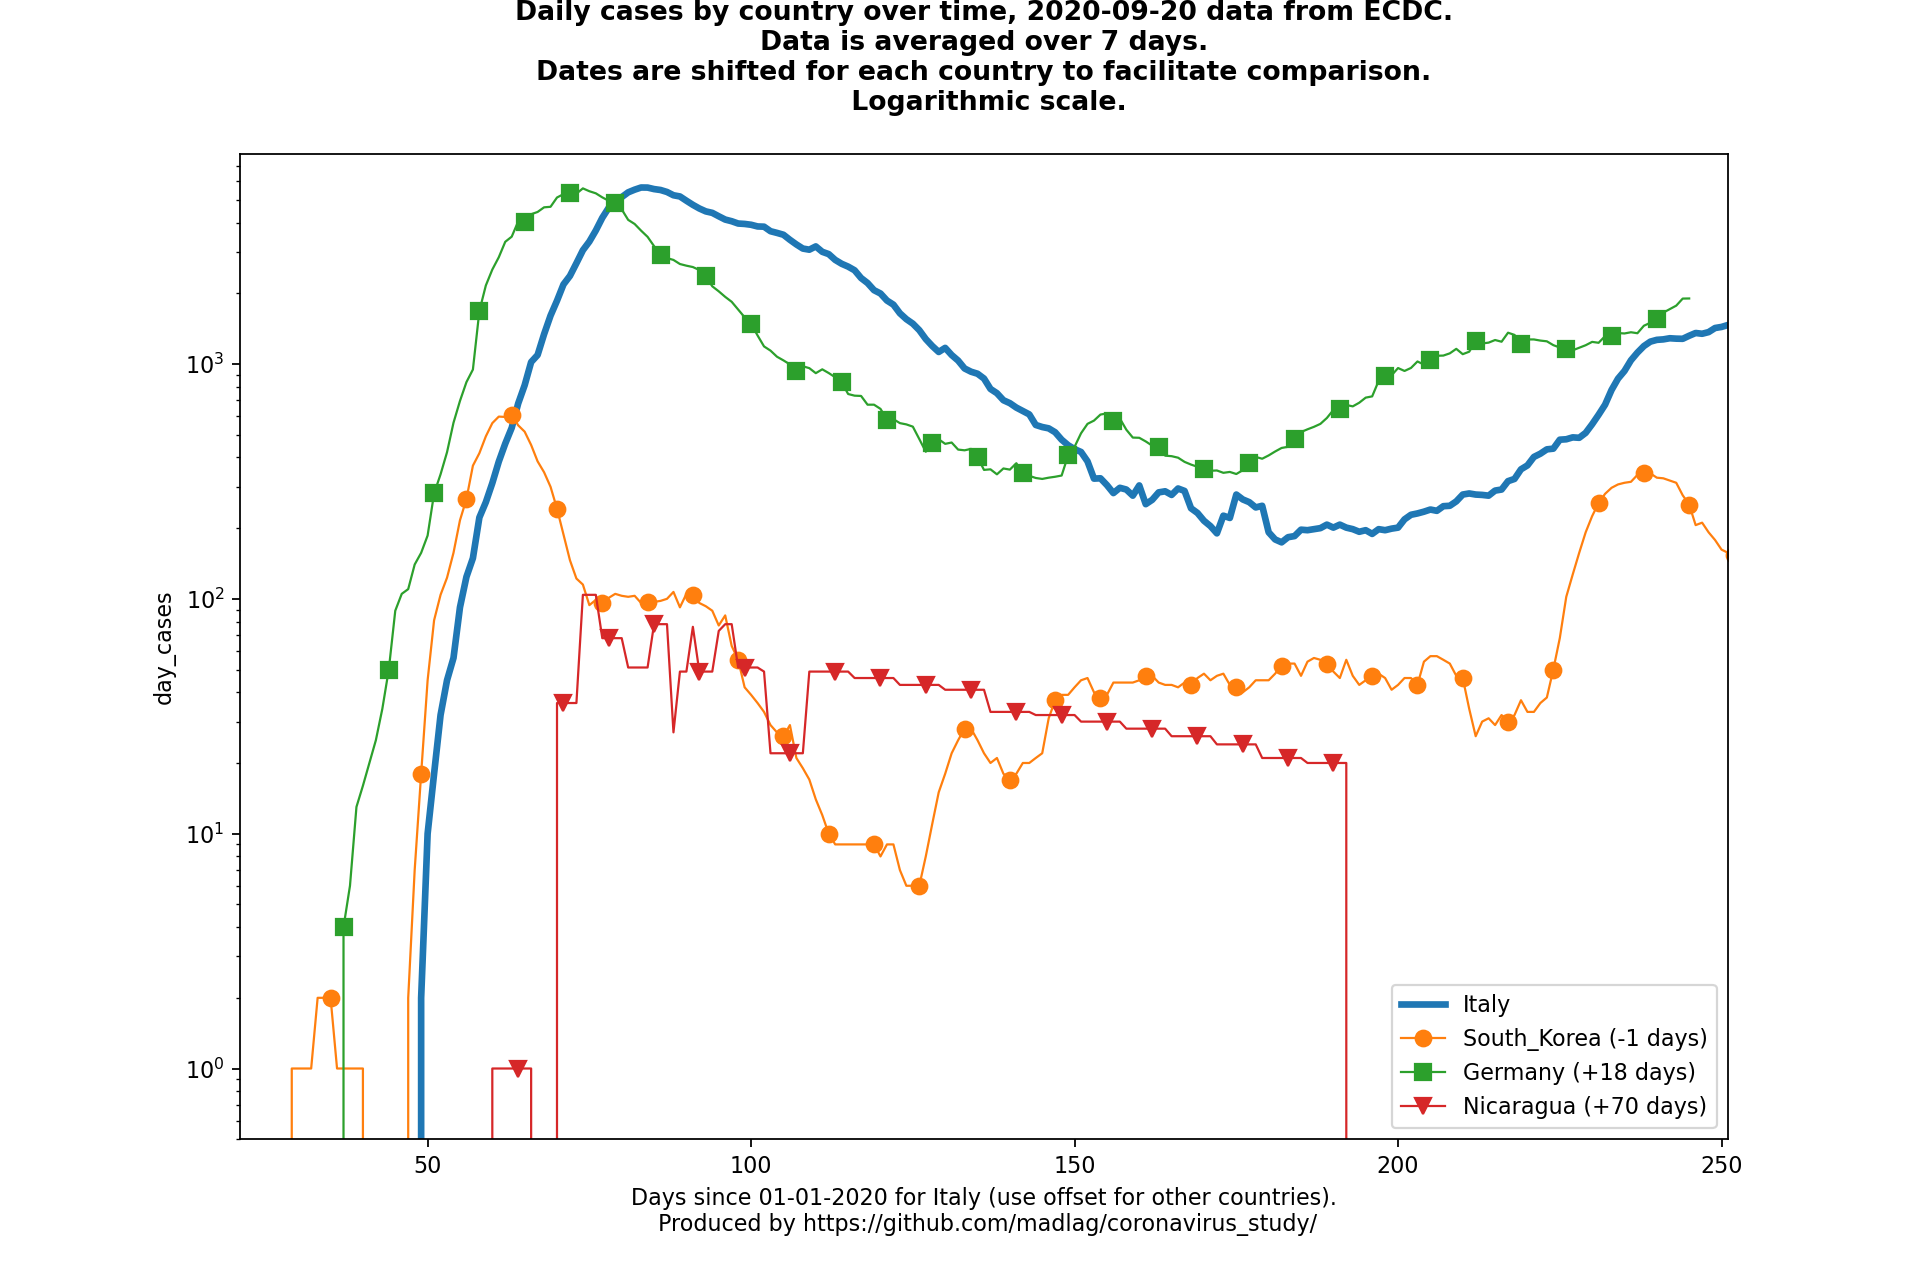 Daily cases by country over time, 2020-09-20 data from ECDC.
Data is averaged over 7 days.
Dates are shifted for each country to facilitate comparison.
Logarithmic scale.
10³
10²
10¹
10⁰
day_cases
50 100 150 200 250
Italy
South_Korea (-1 days)
Germany (+18 days)
Nicaragua (+70 days)
Days since 01-01-2020 for Italy (use offset for other countries).
Produced by https://github.com/madlag/coronavirus_study/